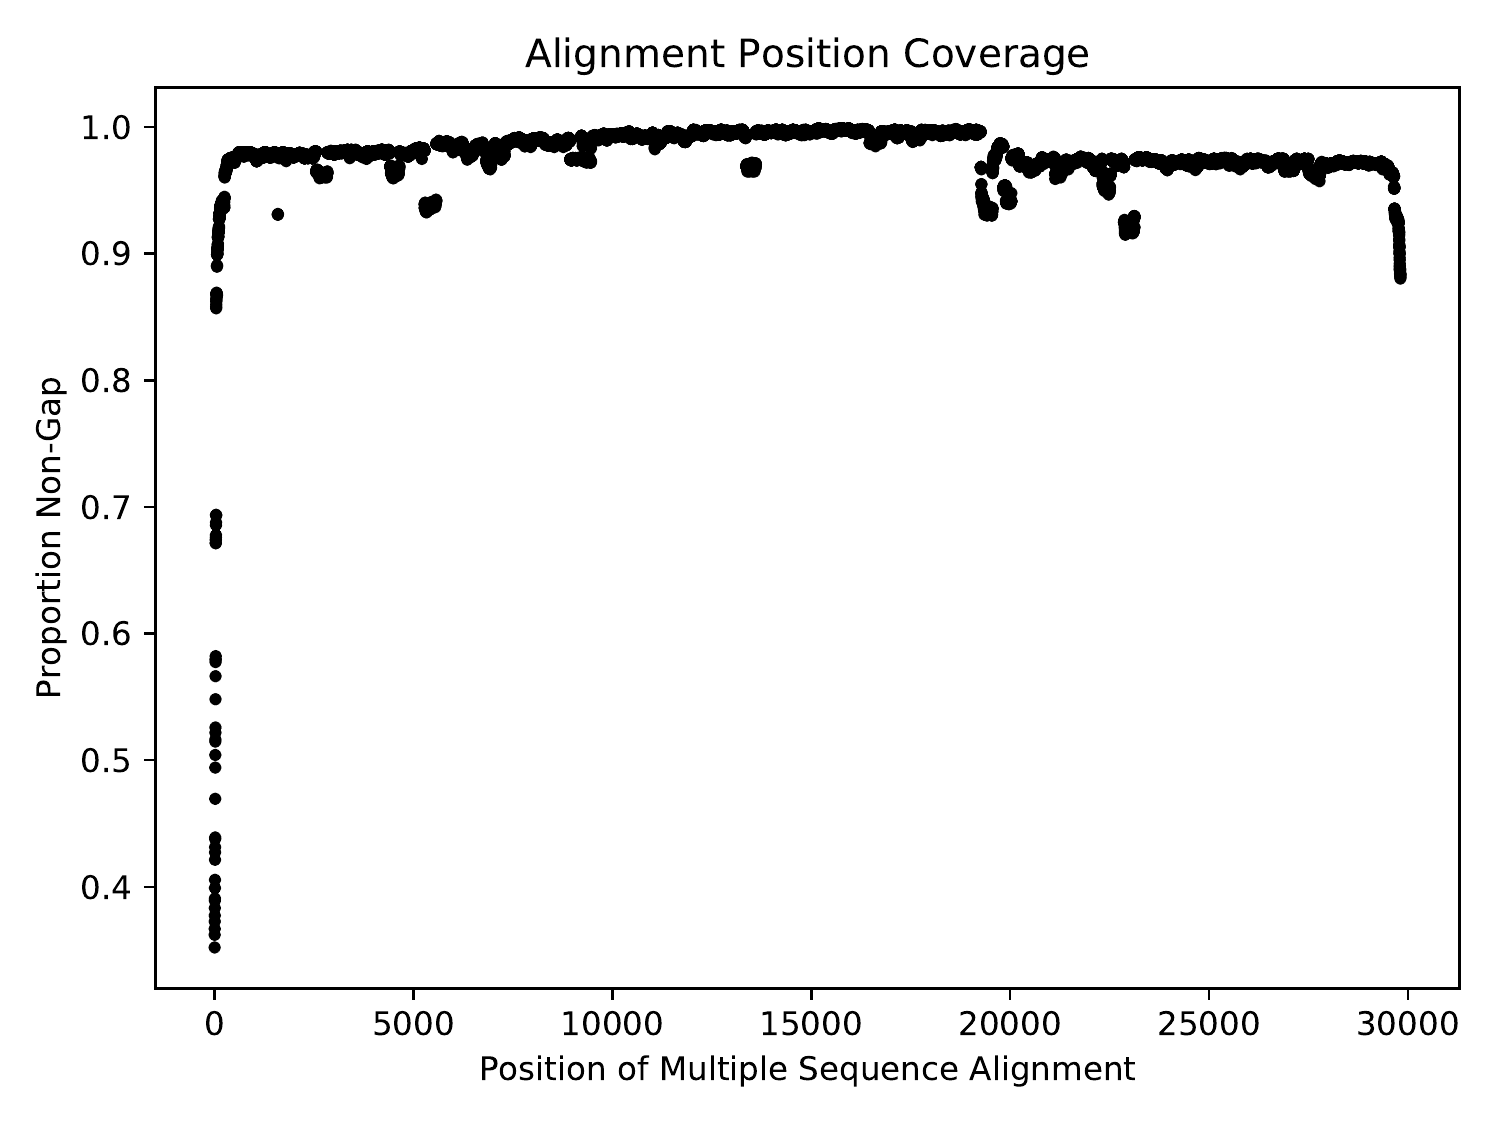 Alignment Position Coverage
Proportion Non-Gap
1.0
0.9
0.8
0.7
0.6
0.5
0.4
0 5000 10000 15000 20000 25000 30000
Position of Multiple Sequence Alignment